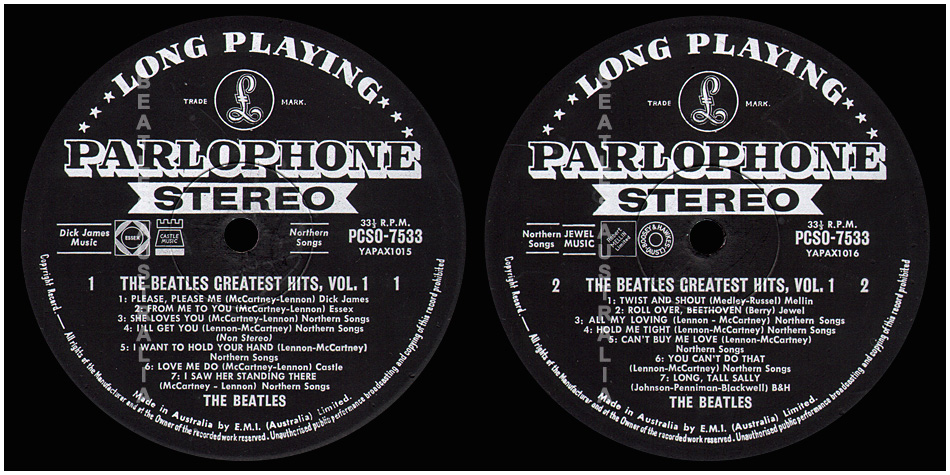 LONG PLAYING
TRADE MARK.
£
PARLOPHONE
STEREO
Dick James Music
ESSEX
CASTLE MUSIC
Northern Songs
33⅓ R.P.M.
PCSO-7533
YAPAX1015
1 THE BEATLES GREATEST HITS, VOL. 1 1
1: PLEASE, PLEASE ME (McCartney-Lennon) Dick James
2: FROM ME TO YOU (McCartney-Lennon) Essex
3: SHE LOVES YOU (McCartney-Lennon) Northern Songs
4: I'LL GET YOU (Lennon-McCartney) Northern Songs
(Non Stereo)
5: I WANT TO HOLD YOUR HAND (Lennon-McCartney)
Northern Songs
6: LOVE ME DO (McCartney-Lennon) Castle
7: I SAW HER STANDING THERE
(McCartney - Lennon) Northern Songs
THE BEATLES
Made in Australia by E.M.I. (Australia) Limited.
Copyright Record.— All rights of the Manufacturer and of the Owner of the recorded work reserved. Unauthorised public performance broadcasting and copying of this record prohibited
BEATLES AUSTRALIA
LONG PLAYING
TRADE MARK.
£
PARLOPHONE
STEREO
Northern Songs
JEWEL MUSIC
MELLIN
Limited
BOOSEY & HAWKES
(AUST)
33⅓ R.P.M.
PCSO-7533
YAPAX1016
2 THE BEATLES GREATEST HITS, VOL. 1 2
1: TWIST AND SHOUT (Medley-Russel) Mellin
2: ROLL OVER, BEETHOVEN (Berry) Jewel
3: ALL MY LOVING (Lennon - McCartney) Northern Songs
4: HOLD ME TIGHT (Lennon-McCartney) Northern Songs
5: CAN'T BUY ME LOVE (Lennon-McCartney)
Northern Songs
6: YOU CAN'T DO THAT
(Lennon-McCartney) Northern Songs
7: LONG, TALL SALLY
(Johnson-Penniman-Blackwell) B&H
THE BEATLES
Made in Australia by E.M.I. (Australia) Limited.
Copyright Record.— All rights of the Manufacturer and of the Owner of the recorded work reserved. Unauthorised public performance broadcasting and copying of this record prohibited
BEATLES AUSTRALIA